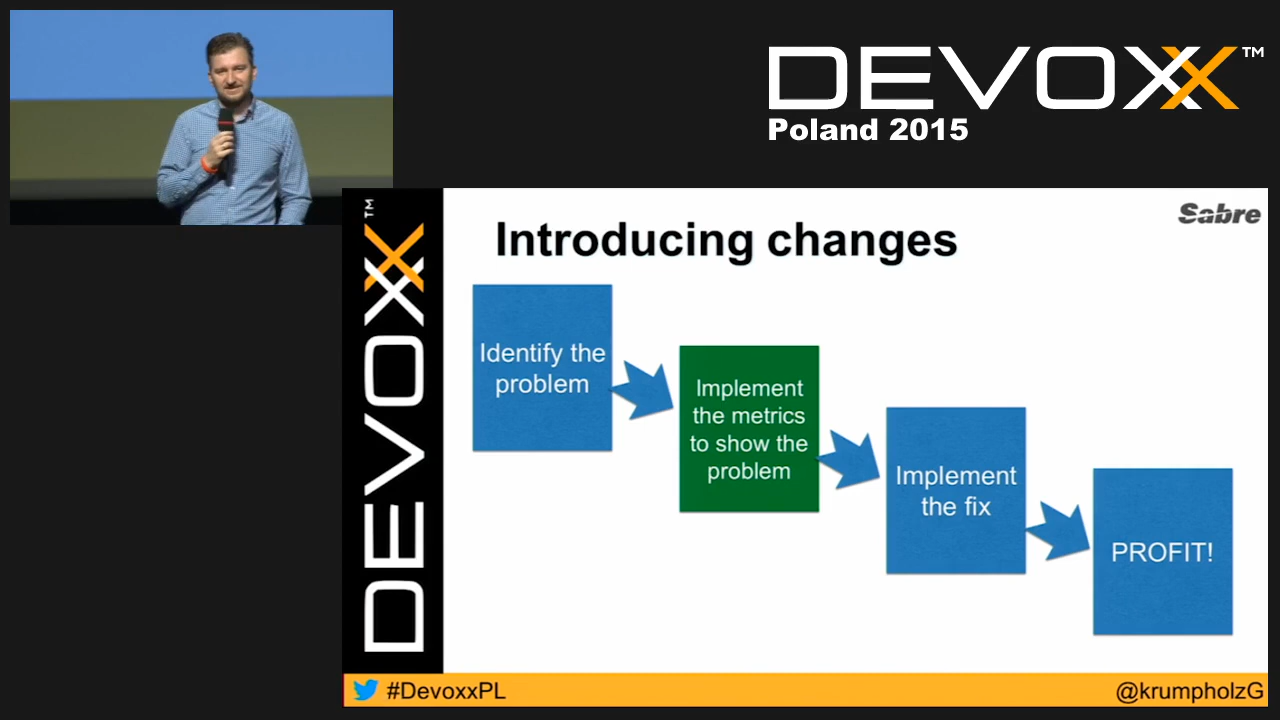 DEVOXX™
Poland 2015
DEVOXX™
Sabre
Introducing changes
Identify the
problem
Implement
the metrics
to show the
problem
Implement
the fix
PROFIT!
#DevoxxPL
@krumpholzG